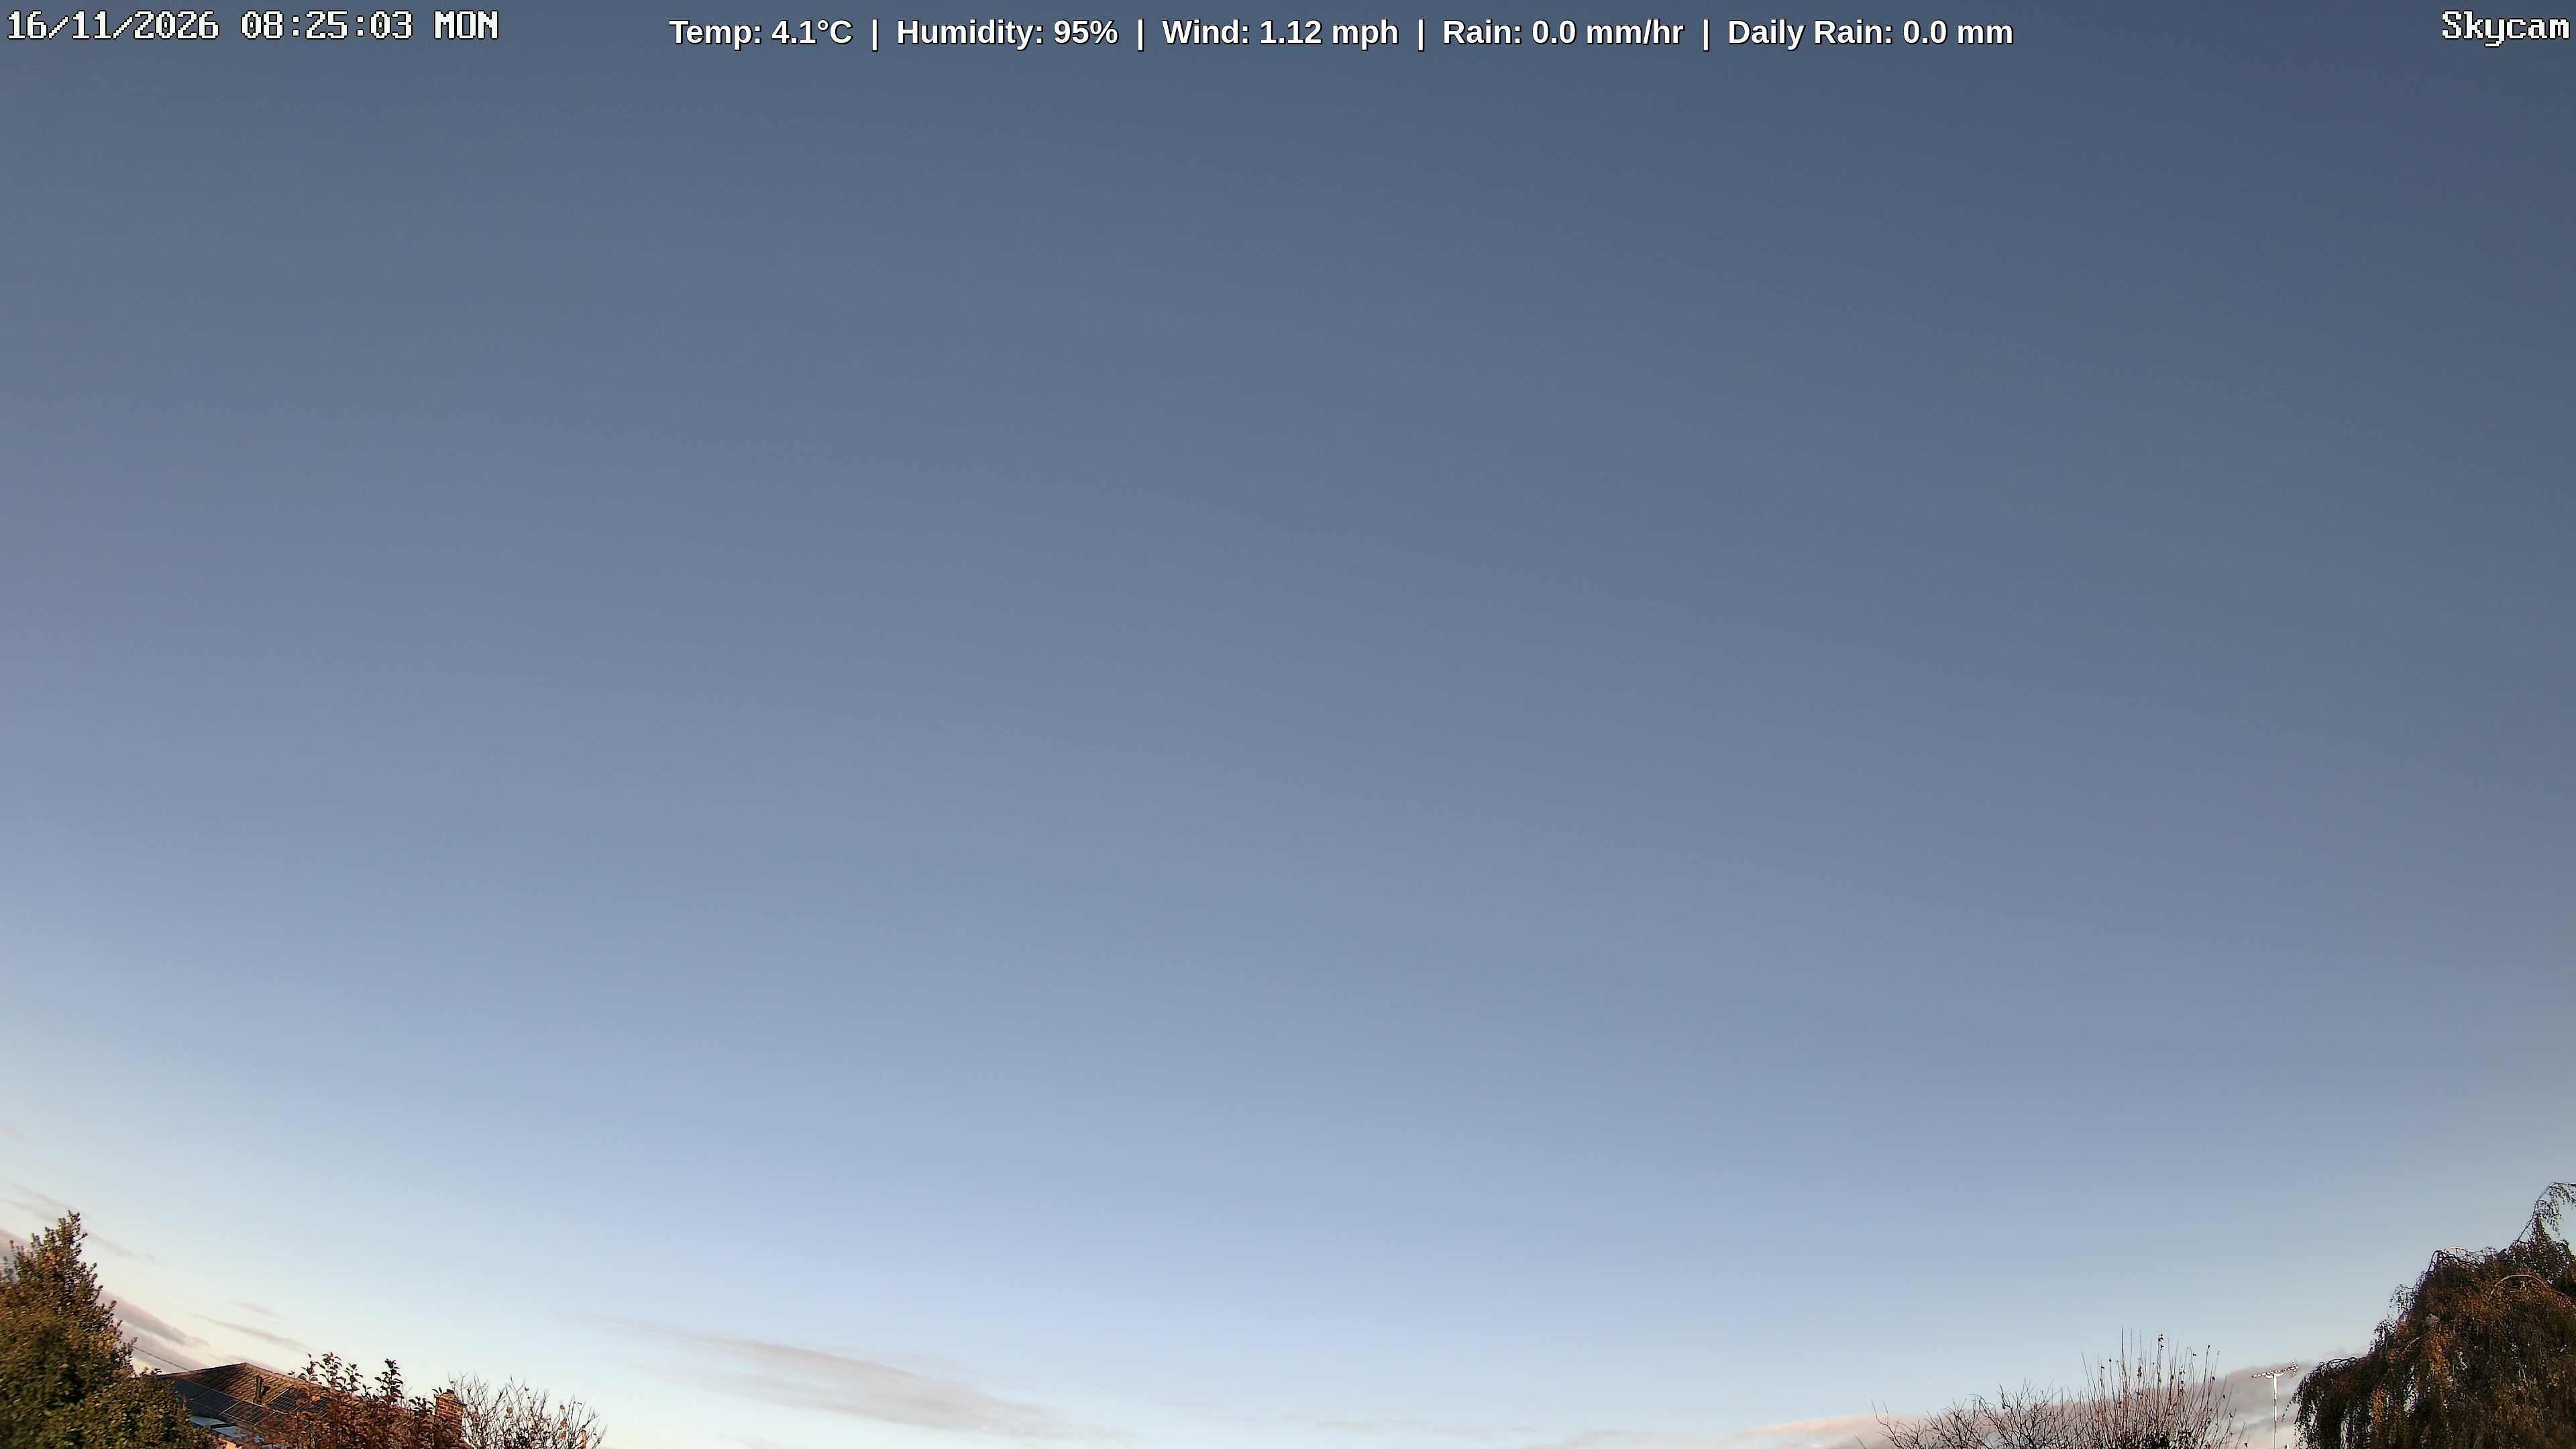 16/11/2026 08:25:03 MON
Temp: 4.1°C | Humidity: 95% | Wind: 1.12 mph | Rain: 0.0 mm/hr | Daily Rain: 0.0 mm
Skycam